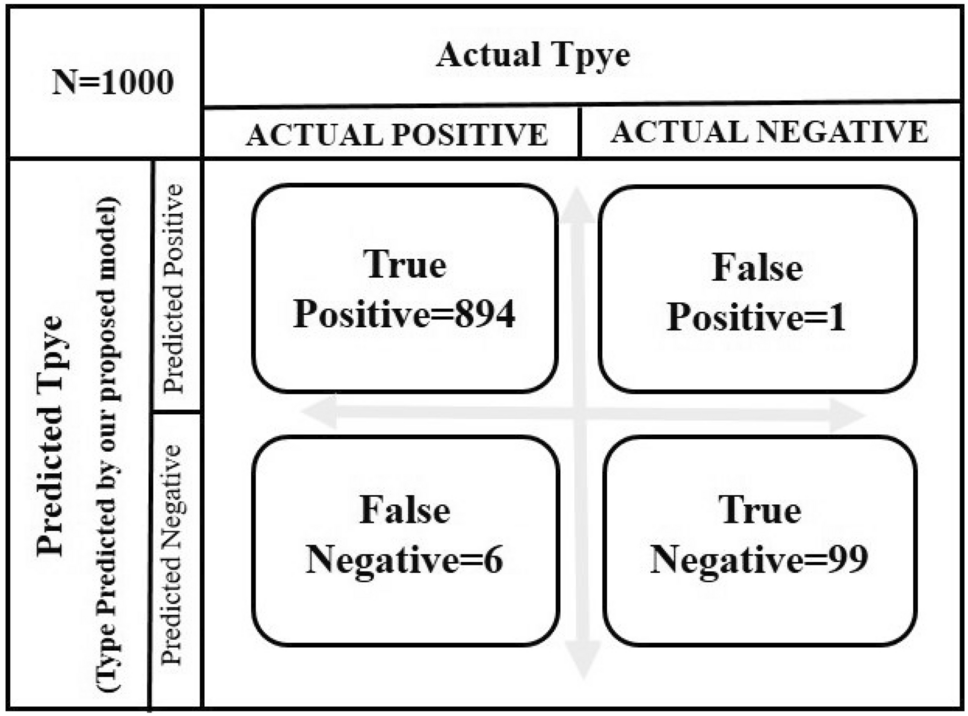 N=1000
Actual Tpye
ACTUAL POSITIVE
ACTUAL NEGATIVE
Predicted Tpye
(Type Predicted by our proposed model)
Predicted Positive
True
Positive=894
False
Positive=1
Predicted Negative
False
Negative=6
True
Negative=99